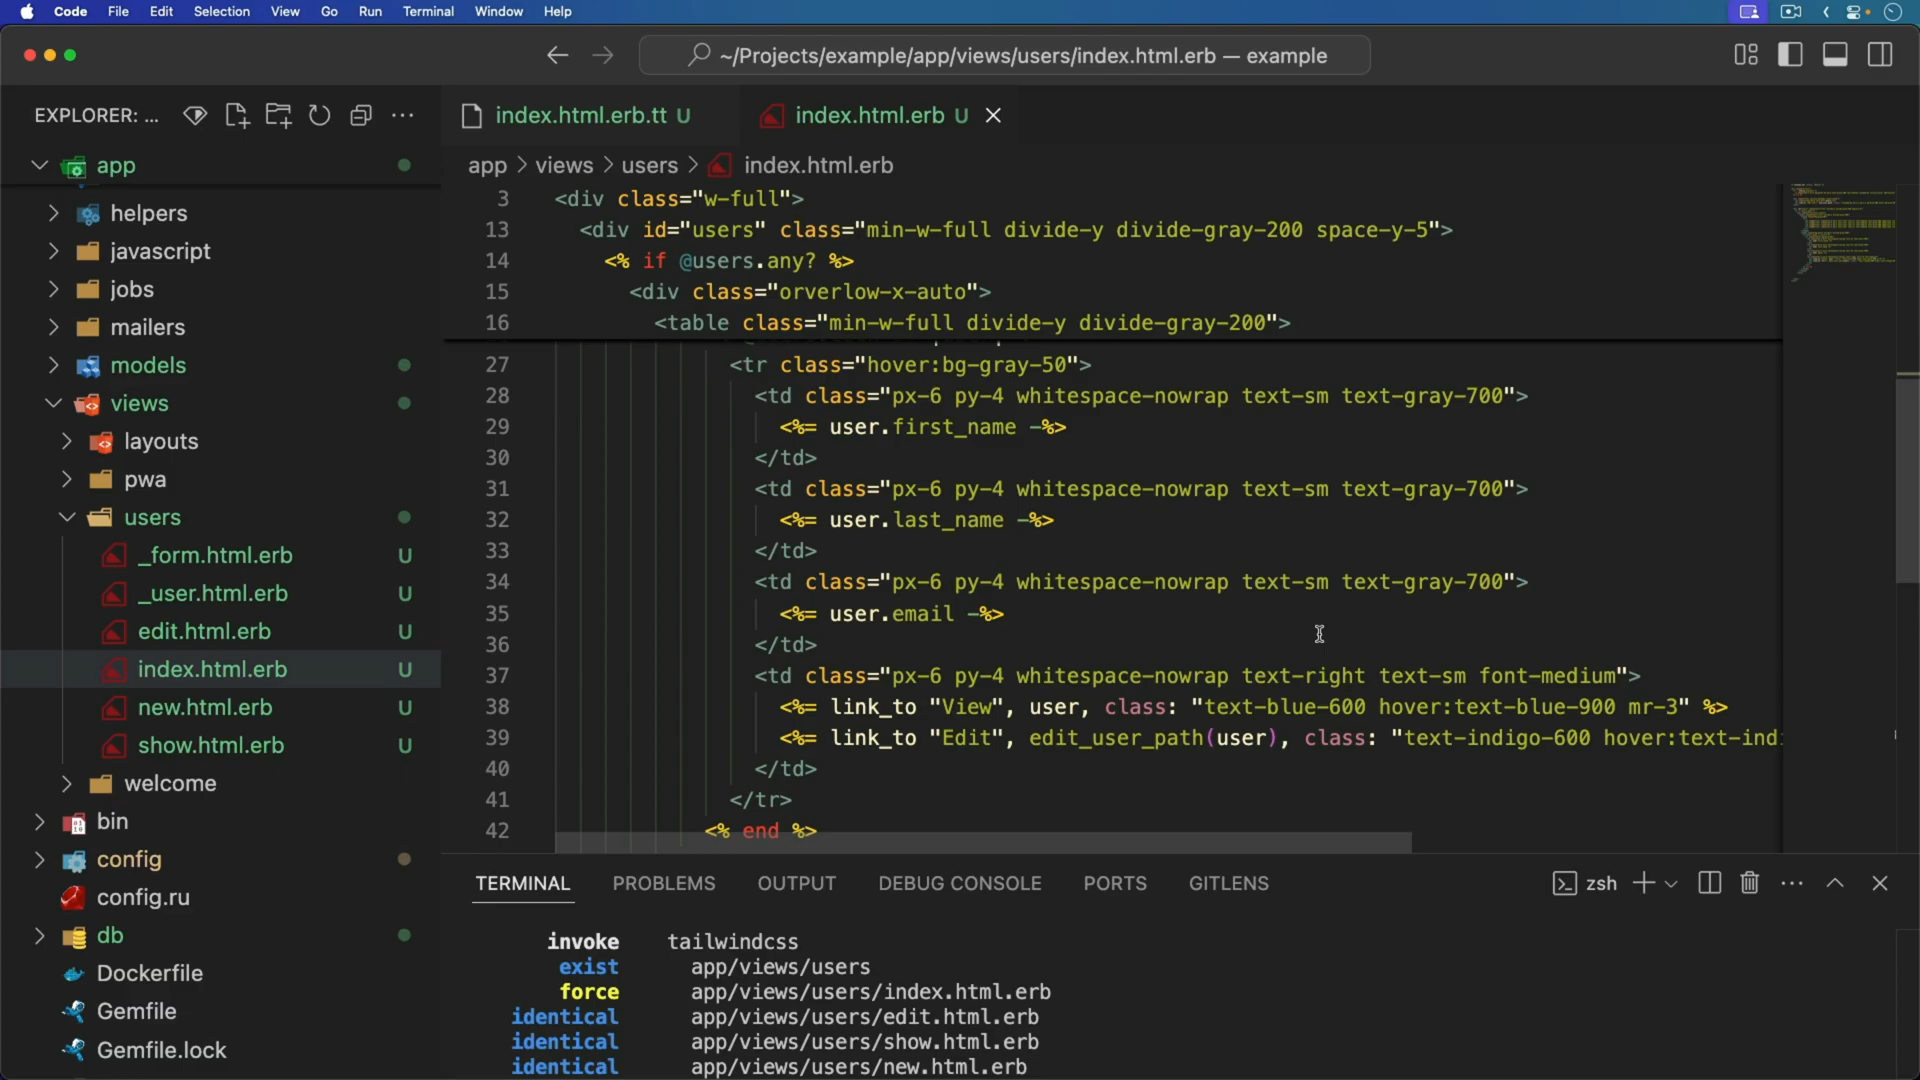 Code File Edit Selection View Go Run Terminal Window Help
~/Projects/example/app/views/users/index.html.erb — example
EXPLORER: ...
index.html.erb.tt U
index.html.erb U
app > views > users > index.html.erb
app
helpers
javascript
jobs
mailers
models
views
layouts
pwa
users
_form.html.erb U
_user.html.erb U
edit.html.erb U
index.html.erb U
new.html.erb U
show.html.erb U
welcome
bin
config
config.ru
db
Dockerfile
Gemfile
Gemfile.lock
3 <div class="w-full">
13 <div id="users" class="min-w-full divide-y divide-gray-200 space-y-5">
14 <% if @users.any? %>
15 <div class="orverlow-x-auto">
16 <table class="min-w-full divide-y divide-gray-200">
27 <tr class="hover:bg-gray-50">
28 <td class="px-6 py-4 whitespace-nowrap text-sm text-gray-700">
29 <%= user.first_name -%>
30 </td>
31 <td class="px-6 py-4 whitespace-nowrap text-sm text-gray-700">
32 <%= user.last_name -%>
33 </td>
34 <td class="px-6 py-4 whitespace-nowrap text-sm text-gray-700">
35 <%= user.email -%>
36 </td>
37 <td class="px-6 py-4 whitespace-nowrap text-right text-sm font-medium">
38 <%= link_to "View", user, class: "text-blue-600 hover:text-blue-900 mr-3" %>
39 <%= link_to "Edit", edit_user_path(user), class: "text-indigo-600 hover:text-ind
40 </td>
41 </tr>
42 <% end %>
TERMINAL PROBLEMS OUTPUT DEBUG CONSOLE PORTS GITLENS
zsh
invoke tailwindcss
exist app/views/users
force app/views/users/index.html.erb
identical app/views/users/edit.html.erb
identical app/views/users/show.html.erb
identical app/views/users/new.html.erb